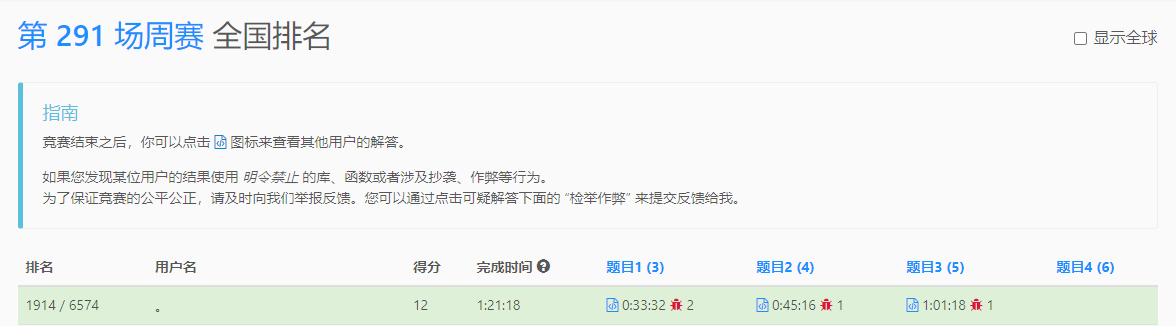 第 291 场周赛 全国排名
显示全球
指南
竞赛结束之后，你可以点击 图标来查看其他用户的解答。
如果您发现某位用户的结果使用 明令禁止 的库、函数或者涉及抄袭、作弊等行为。
为了保证竞赛的公平公正，请及时向我们举报反馈。您可以通过点击可疑解答下面的 “检举作弊” 来提交反馈给我。
排名 用户名 得分 完成时间 题目1 (3) 题目2 (4) 题目3 (5) 题目4 (6)
1914 / 6574 。 12 1:21:18 0:33:32 2 0:45:16 1 1:01:18 1